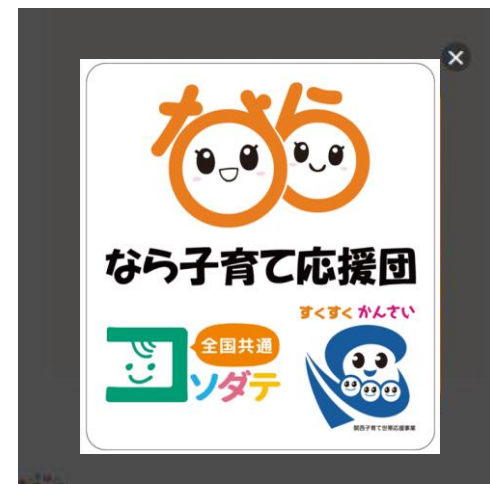 なら
なら子育て応援団
すくすくかんさい
全国共通
コソダテ
関西子育て世帯応援事業